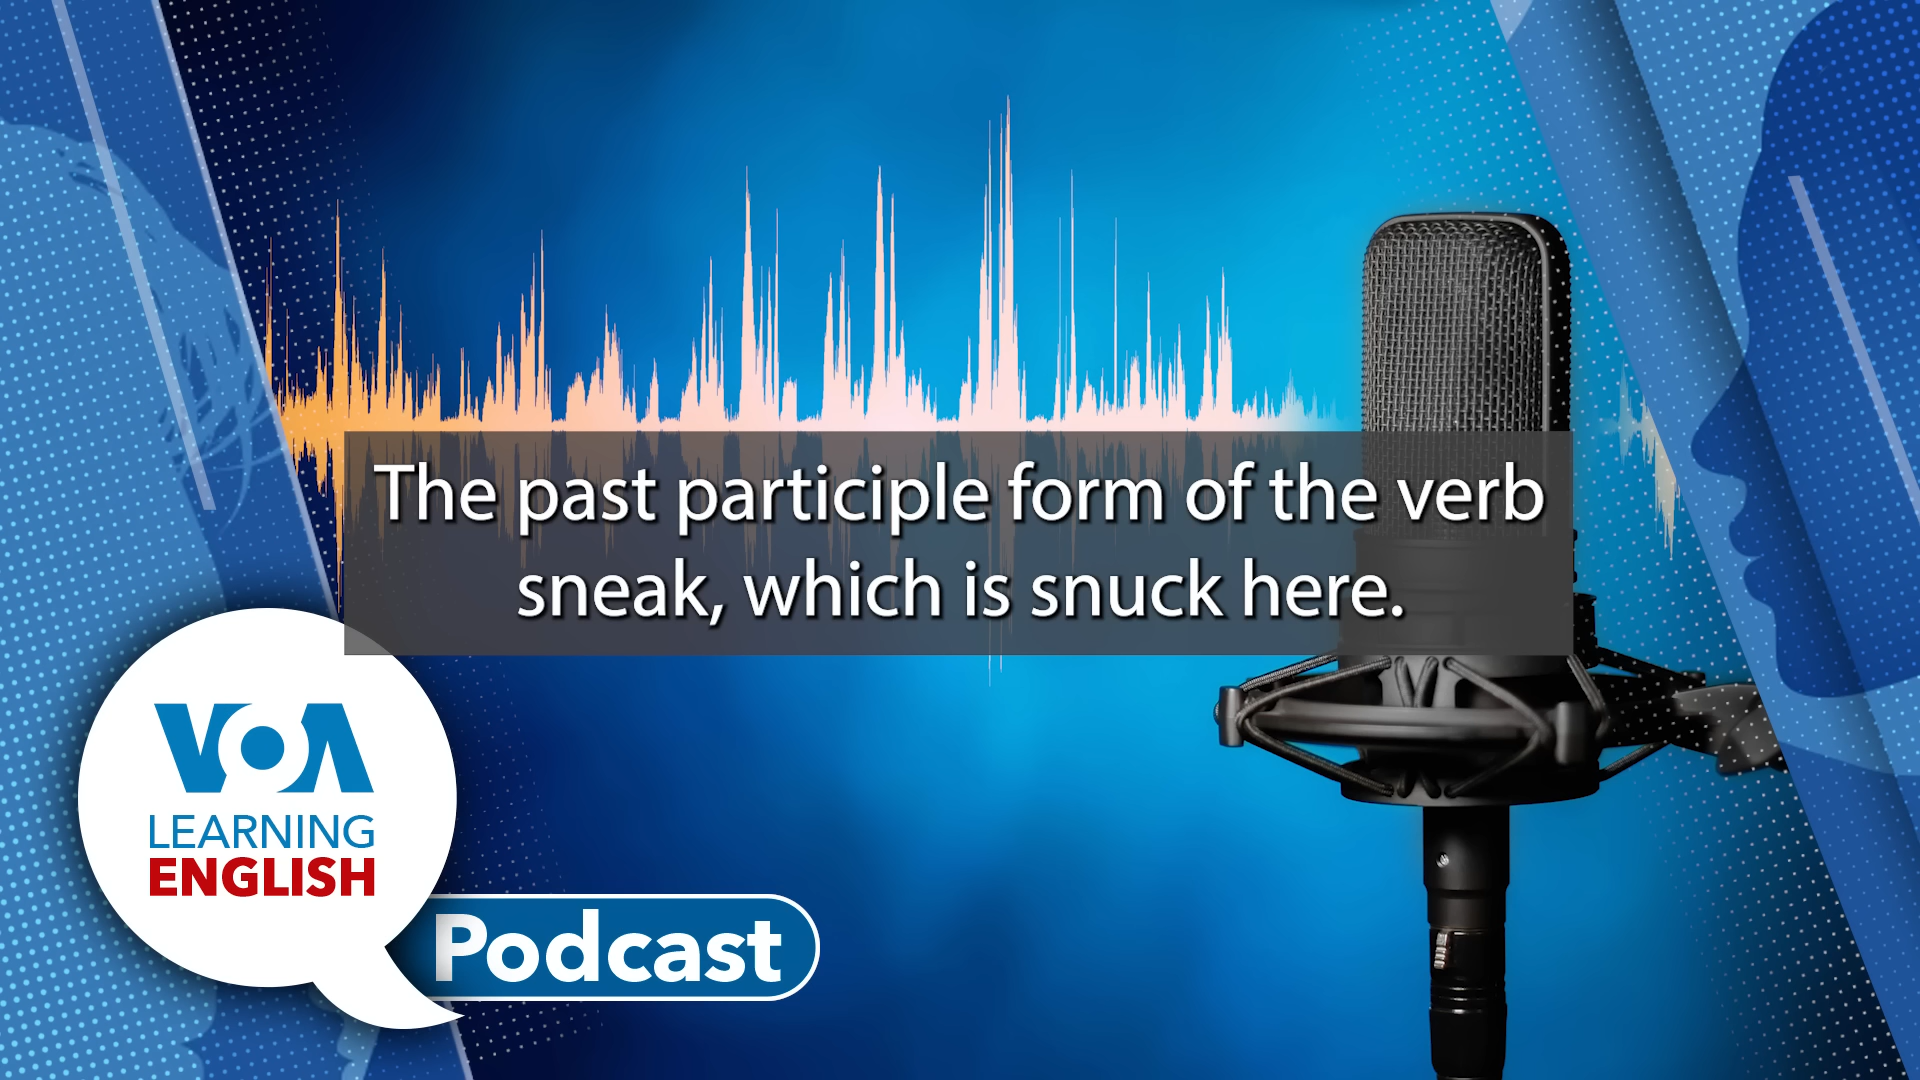 The past participle form of the verb
sneak, which is snuck here.
VOA
LEARNING
ENGLISH
Podcast